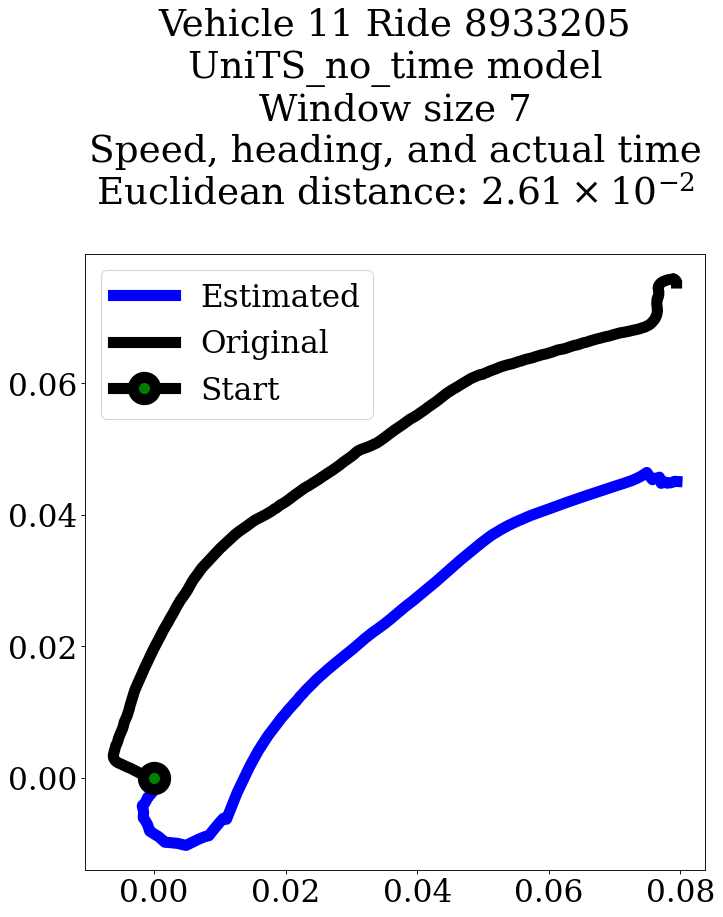 Vehicle 11 Ride 8933205
UniTS_no_time model
Window size 7
Speed, heading, and actual time
Euclidean distance: 2.61 × 10⁻²
Estimated
Original
Start
0.06
0.04
0.02
0.00
0.00 0.02 0.04 0.06 0.08